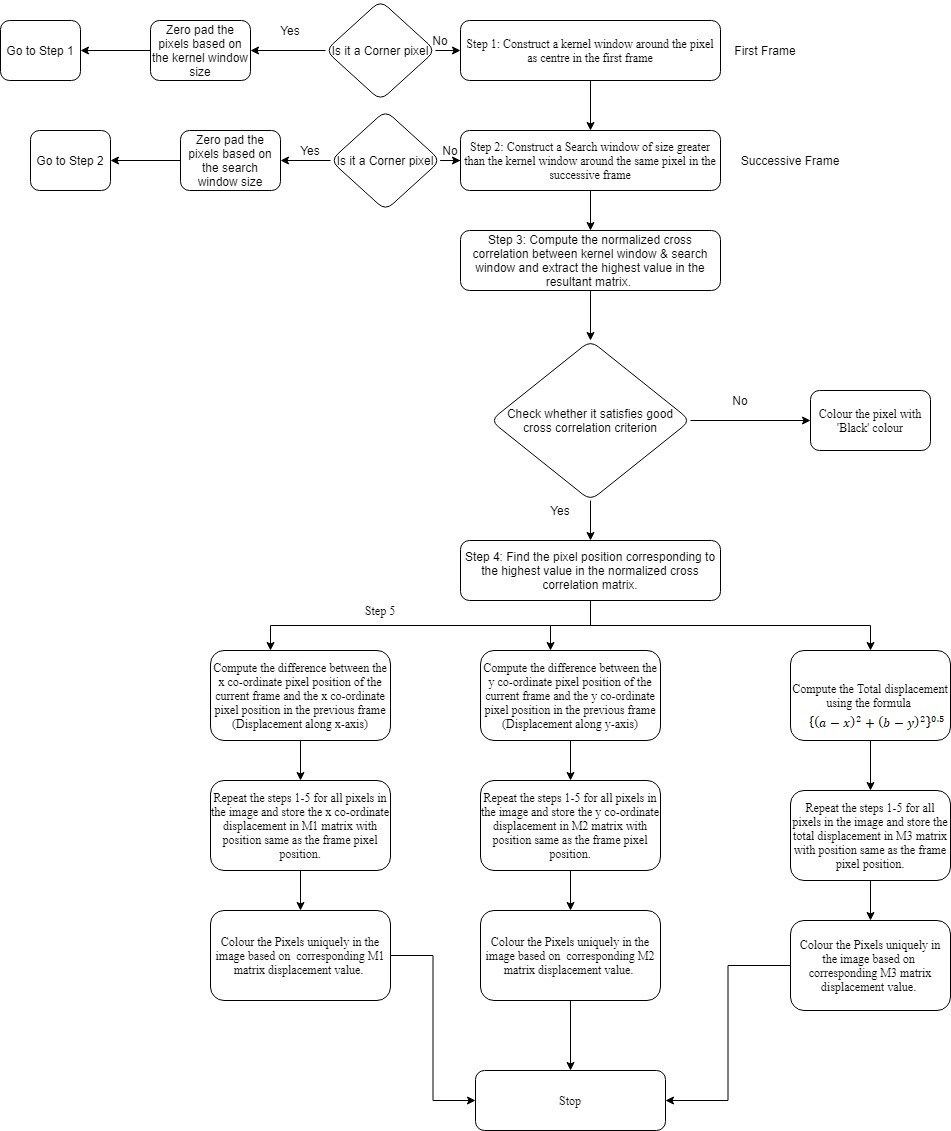 Go to Step 1
Zero pad the
pixels based on
the kernel window
size
Yes
(Is it a Corner pixel)
No
Step 1: Construct a kernel window around the pixel
as centre in the first frame
First Frame
Go to Step 2
Zero pad the
pixels based on
the search
window size
Yes
(Is it a Corner pixel)
No
Step 2: Construct a Search window of size greater
than the kernel window around the same pixel in the
successive frame
Successive Frame
Step 3: Compute the normalized cross
correlation between kernel window & search
window and extract the highest value in the
resultant matrix.
Check whether it satisfies good
cross correlation criterion
No
Colour the pixel with
'Black' colour
Yes
Step 4: Find the pixel position corresponding to
the highest value in the normalized cross
correlation matrix.
Step 5
Compute the difference between the
x co-ordinate pixel position of the
current frame and the x co-ordinate
pixel position in the previous frame
(Displacement along x-axis)
Compute the difference between the
y co-ordinate pixel position of the
current frame and the y co-ordinate
pixel position in the previous frame
(Displacement along y-axis)
Compute the Total displacement
using the formula
{(a − x)² + (b − y)²}⁰·⁵
Repeat the steps 1-5 for all pixels in
the image and store the x co-ordinate
displacement in M1 matrix with
position same as the frame pixel
position.
Repeat the steps 1-5 for all pixels in
the image and store the y co-ordinate
displacement in M2 matrix with
position same as the frame pixel
position.
Repeat the steps 1-5 for all
pixels in the image and store the
total displacement in M3 matrix
with position same as the frame
pixel position.
Colour the Pixels uniquely in the
image based on corresponding M1
matrix displacement value.
Colour the Pixels uniquely in the
image based on corresponding M2
matrix displacement value.
Colour the Pixels uniquely in
the image based on
corresponding M3 matrix
displacement value.
Stop